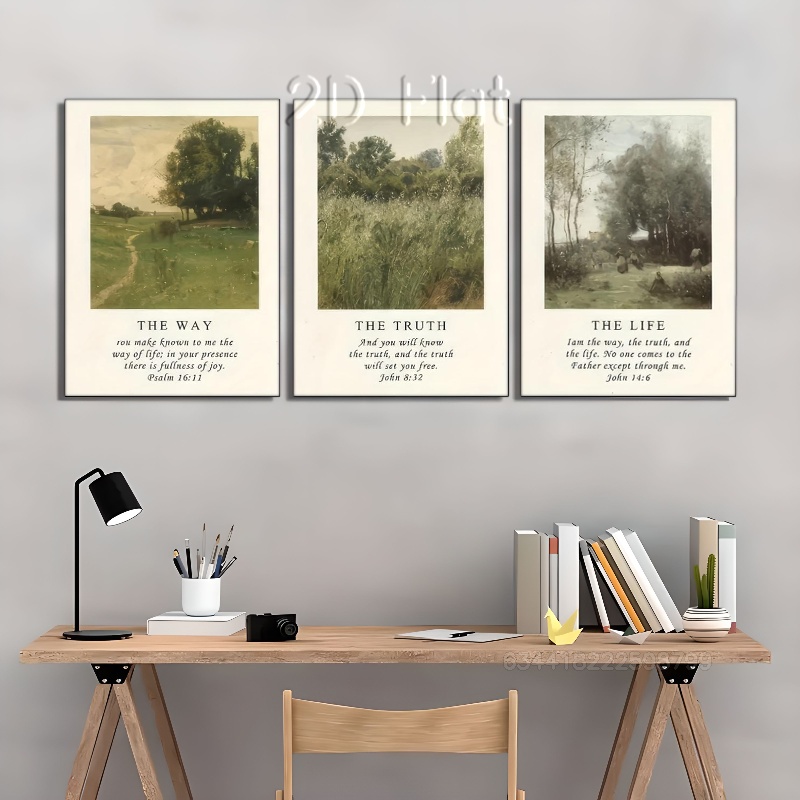 2D Flat
THE WAY
rou make known to me the
way of life; in your presence
there is fullness of joy.
Psalm 16:11
THE TRUTH
And you will know
the truth, and the truth
will set you free.
John 8:32
THE LIFE
Iam the way, the truth, and
the life. No one comes to the
Father except through me.
John 14:6